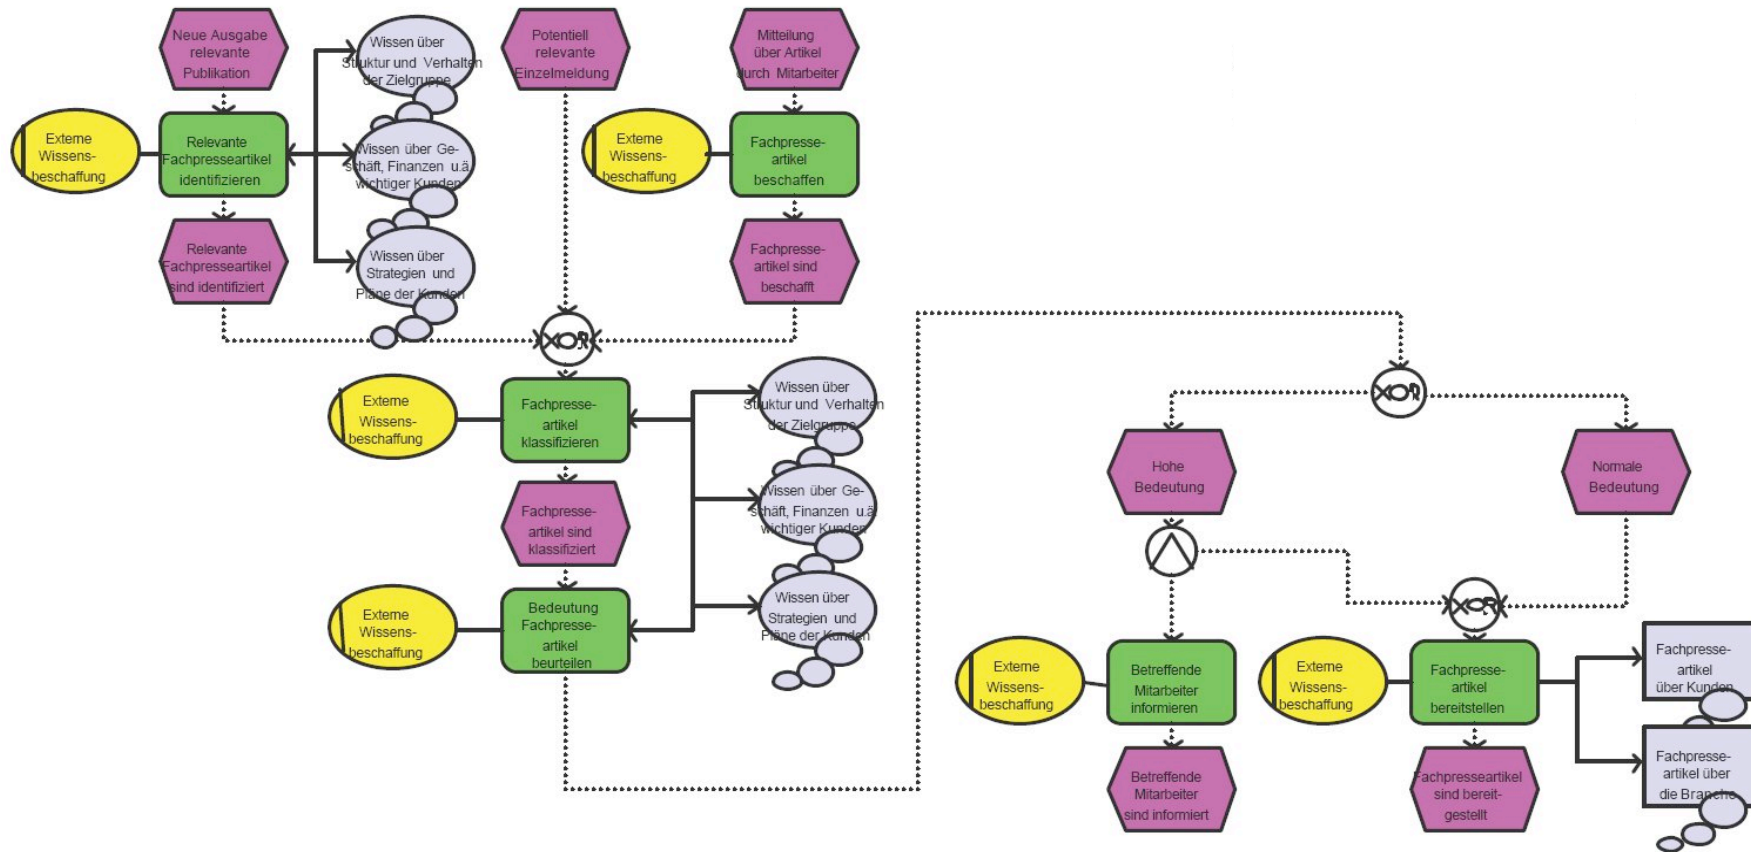 Neue Ausgabe
relevante
Publikation
Wissen über
Struktur und Verhalten
der Zielgruppe
Potentiell
relevante
Einzelmeldung
Mitteilung
über Artikel
durch Mitarbeiter
Externe
Wissens-
beschaffung
Relevante
Fachpresseartikel
identifizieren
Wissen über Ge-
schäft, Finanzen u.ä.
wichtiger Kunden
Externe
Wissens-
beschaffung
Fachpresse-
artikel
beschaffen
Relevante
Fachpresseartikel
sind identifiziert
Wissen über
Strategien und
Pläne der Kunden
Fachpresse-
artikel sind
beschafft
XOR
XOR
Externe
Wissens-
beschaffung
Fachpresse-
artikel
klassifizieren
Wissen über
Struktur und Verhalten
der Zielgruppe
Fachpresse-
artikel sind
klassifiziert
Wissen über Ge-
schäft, Finanzen u.ä.
wichtiger Kunden
Externe
Wissens-
beschaffung
Bedeutung
Fachpresse-
artikel
beurteilen
Wissen über
Strategien und
Pläne der Kunden
Hohe
Bedeutung
Normale
Bedeutung
XOR
Externe
Wissens-
beschaffung
Betreffende
Mitarbeiter
informieren
Externe
Wissens-
beschaffung
Fachpresse-
artikel
bereitstellen
Fachpresse-
artikel
über Kunden
Betreffende
Mitarbeiter
sind informiert
Fachpresseartikel
sind bereit-
gestellt
Fachpresse-
artikel über
die Branche